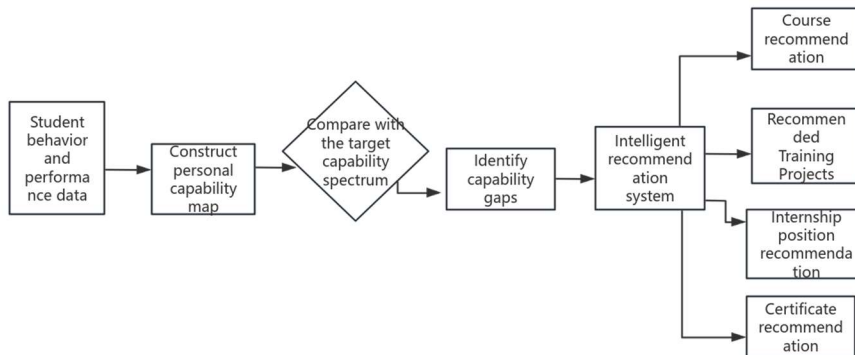 Student
behavior
and
performa
nce data
Construct
personal
capability
map
Compare with
the target
capability
spectrum
Identify
capability
gaps
Intelligent
recommend
ation
system
Course
recommend
ation
Recommen
ded
Training
Projects
Internship
position
recommenda
tion
Certificate
recommend
ation